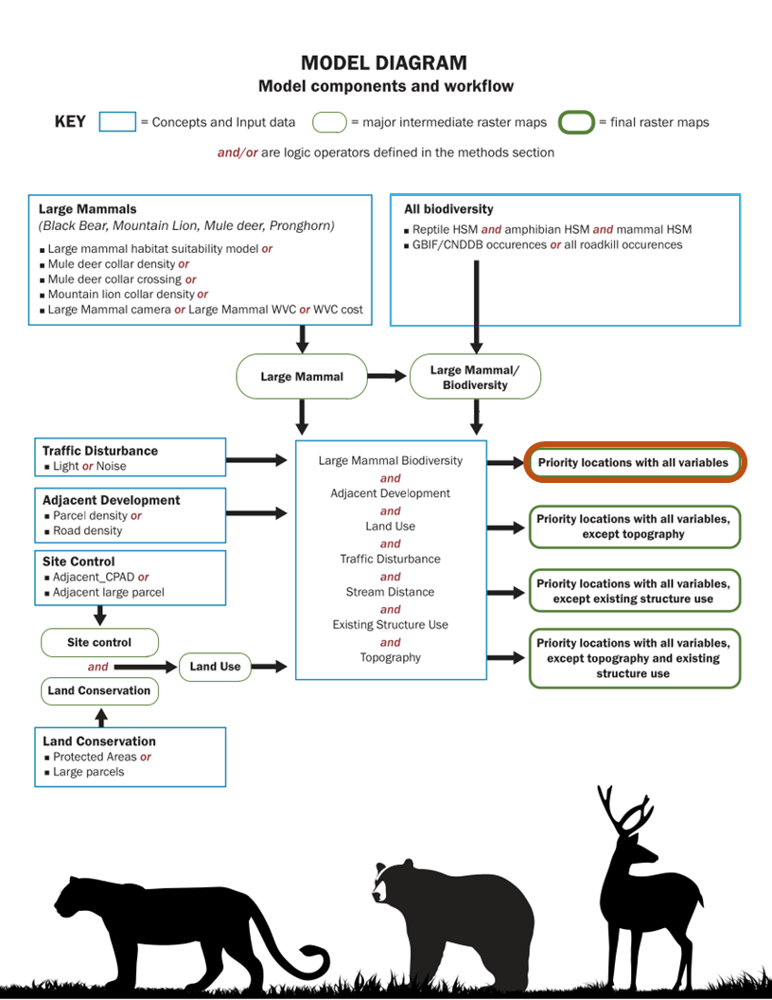 MODEL DIAGRAM
Model components and workflow
KEY
= Concepts and Input data
= major intermediate raster maps
= final raster maps
and/or are logic operators defined in the methods section
Large Mammals
(Black Bear, Mountain Lion, Mule deer, Pronghorn)
▪ Large mammal habitat suitability model or
▪ Mule deer collar density or
▪ Mule deer collar crossing or
▪ Mountain lion collar density or
▪ Large Mammal camera or Large Mammal WVC or WVC cost
All biodiversity
▪ Reptile HSM and amphibian HSM and mammal HSM
▪ GBIF/CNDDB occurences or all roadkill occurences
Large Mammal
Large Mammal/
Biodiversity
Traffic Disturbance
▪ Light or Noise
Adjacent Development
▪ Parcel density or
▪ Road density
Site Control
▪ Adjacent_CPAD or
▪ Adjacent large parcel
Site control
and
Land Conservation
Land Use
Land Conservation
▪ Protected Areas or
▪ Large parcels
Large Mammal Biodiversity
and
Adjacent Development
and
Land Use
and
Traffic Disturbance
and
Stream Distance
and
Existing Structure Use
and
Topography
Priority locations with all variables
Priority locations with all variables,
except topography
Priority locations with all variables,
except existing structure use
Priority locations with all variables,
except topography and existing
structure use